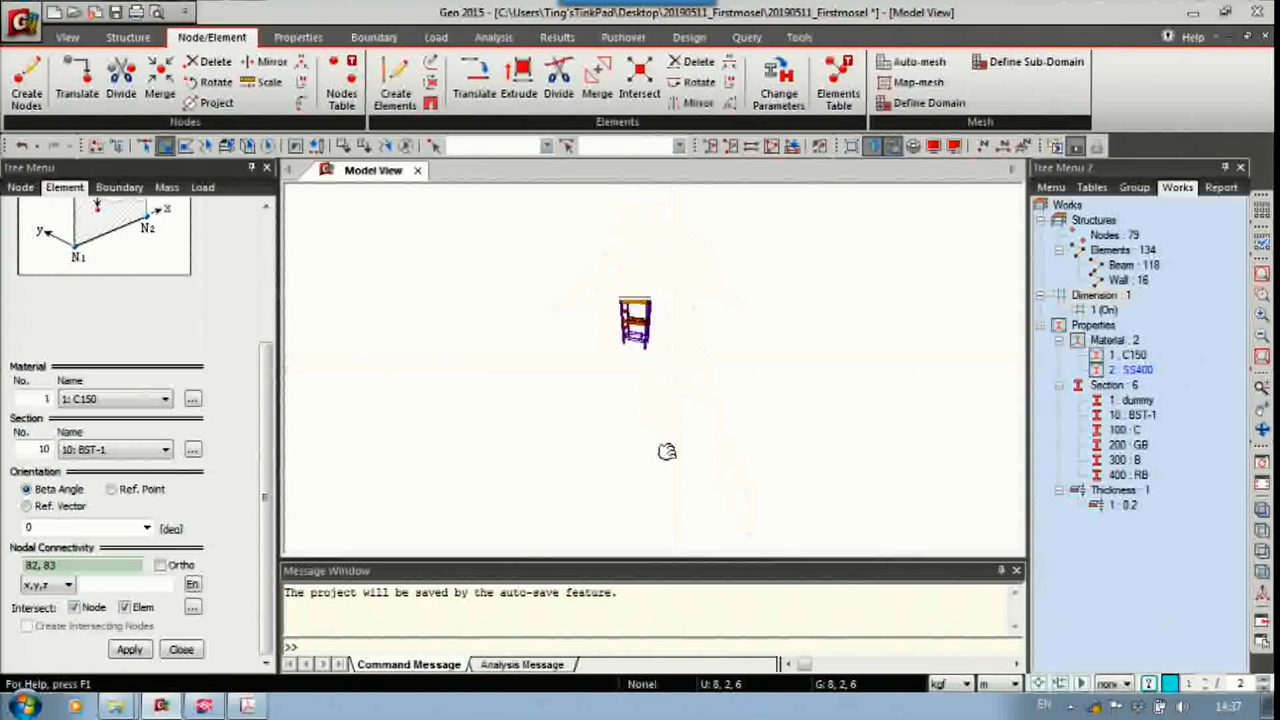 Gen 2015 - [C:\Users\Ting'sTinkPad\Desktop\20190511_Firstmosel\20190511_Firstmosel *] - [Model View]
View Structure Node/Element Properties Boundary Load Analysis Results Pushover Design Query Tools Help
Delete Mirror Delete Auto-mesh Define Sub-Domain
Rotate Scale Rotate Map-mesh
Create Nodes Translate Divide Merge Project Nodes Table Create Elements Translate Extrude Divide Merge Intersect Mirror Change Parameters Elements Table Define Domain
Nodes Elements Mesh
Tree Menu
Node Element Boundary Mass Load
x
y
N2
N1
Material
No. Name
1 1: C150 ...
Section
No. Name
10 10: BST-1 ...
Orientation
Beta Angle Ref. Point
Ref. Vector
0 [deg]
Nodal Connectivity
82, 83 Ortho
x,y,z En
Intersect: Node Elem ...
Create Intersecting Nodes
Apply Close
Model View
Message Window
The project will be saved by the auto-save feature.
>>
Command Message Analysis Message
Tree Menu 2
Menu Tables Group Works Report
Works
Structures
Nodes : 79
Elements : 134
Beam : 118
Wall : 16
Dimension : 1
1 (On)
Properties
Material : 2
1 : C150
2 : SS400
Section : 6
1 : dummy
10 : BST-1
100 : C
200 : GB
300 : B
400 : RB
Thickness : 1
1 : 0.2
For Help, press F1 None! U: 8, 2, 6 G: 8, 2, 6 kgf m non 1 / 2
EN 14:37